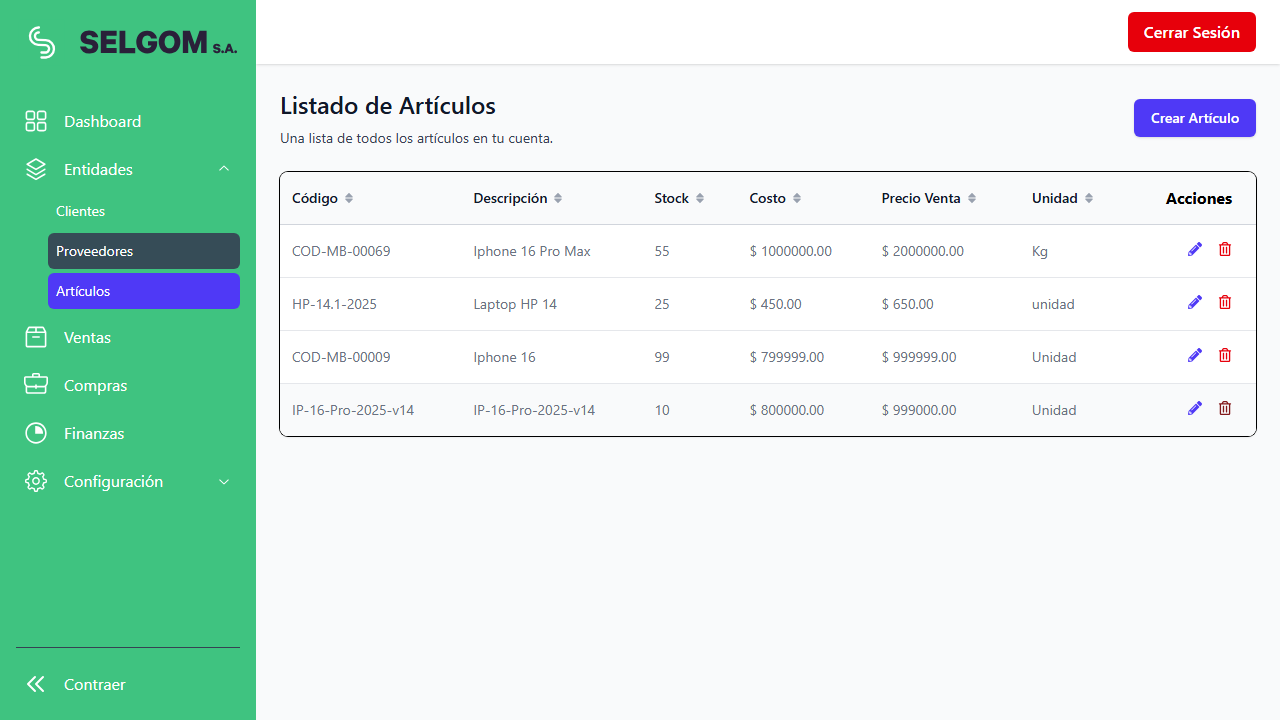 SELGOM S.A.
Cerrar Sesión
Dashboard
Entidades
Clientes
Proveedores
Artículos
Ventas
Compras
Finanzas
Configuración
Contraer
Listado de Artículos
Una lista de todos los artículos en tu cuenta.
Crear Artículo
Código Descripción Stock Costo Precio Venta Unidad Acciones
COD-MB-00069 Iphone 16 Pro Max 55 $ 1000000.00 $ 2000000.00 Kg
HP-14.1-2025 Laptop HP 14 25 $ 450.00 $ 650.00 unidad
COD-MB-00009 Iphone 16 99 $ 799999.00 $ 999999.00 Unidad
IP-16-Pro-2025-v14 IP-16-Pro-2025-v14 10 $ 800000.00 $ 999000.00 Unidad